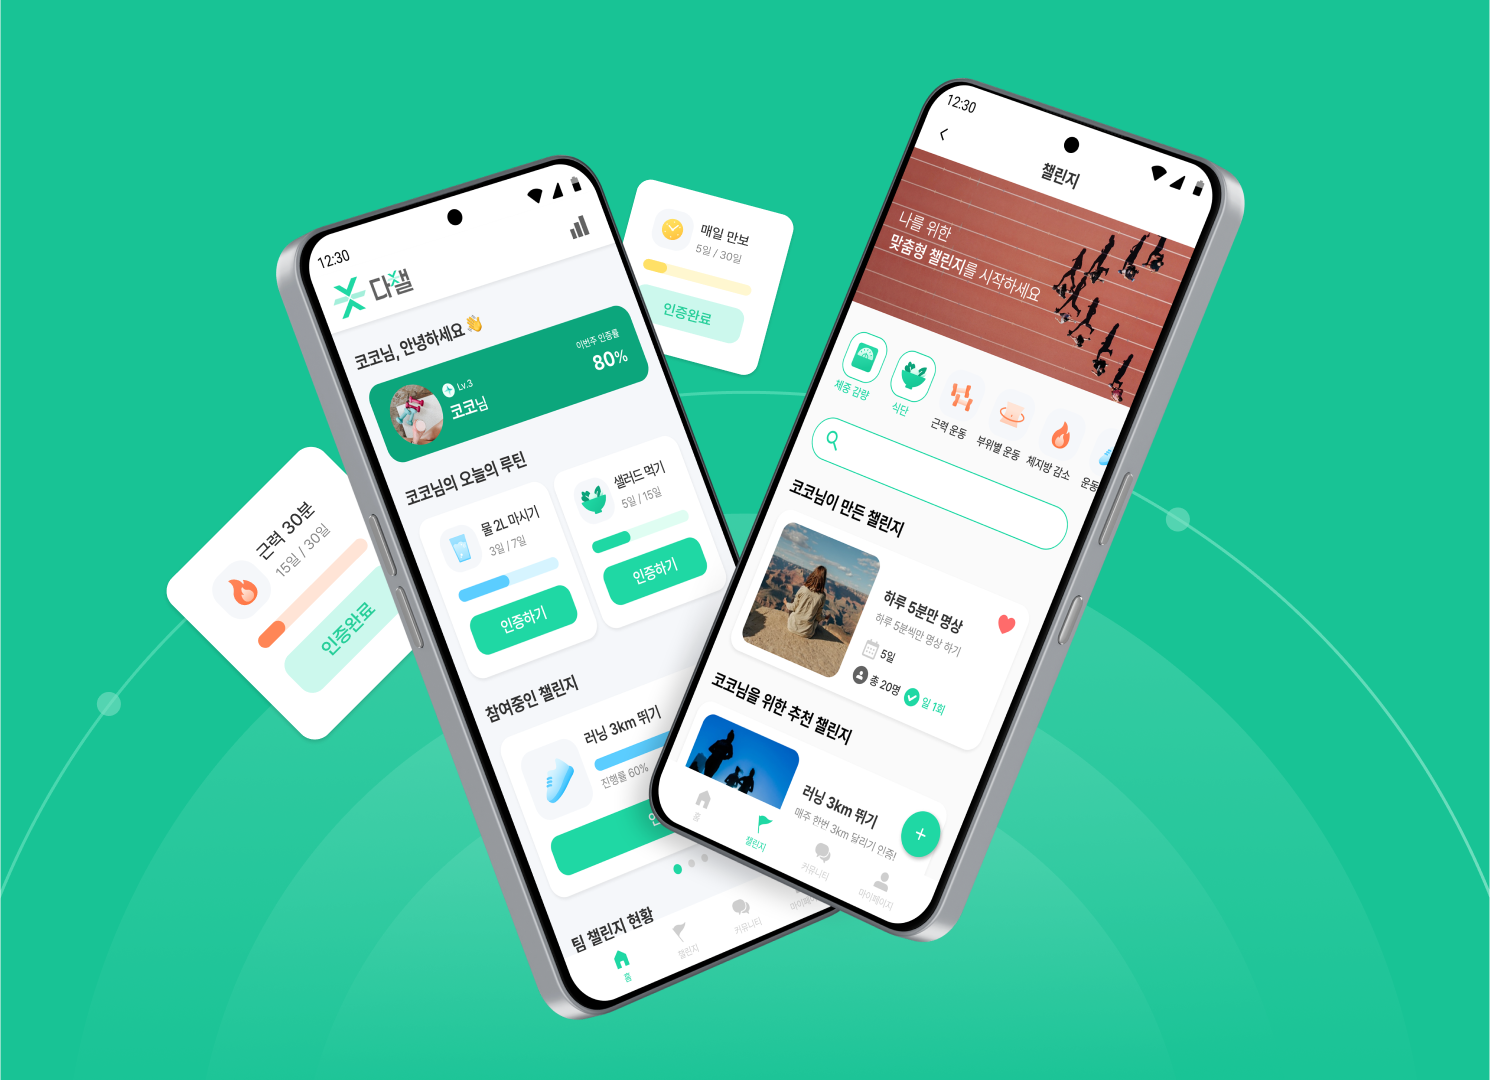 12:30
다챌
코코님, 안녕하세요
Lv.3
코코님
이번주 인증률
80%
코코님의 오늘의 루틴
물 2L 마시기
3일 / 7일
인증하기
샐러드 먹기
5일 / 15일
인증하기
참여중인 챌린지
러닝 3km 뛰기
진행률 60%
팀 챌린지 현황
홈
챌린지
커뮤니티
매일 만보
5일 / 30일
인증완료
근력 30분
15일 / 30일
인증완료
12:30
챌린지
나를 위한
맞춤형 챌린지를 시작하세요
체중 감량
식단
근력 운동
부위별 운동
체지방 감소
운동
코코님이 만든 챌린지
하루 5분만 명상
하루 5분씩만 명상 하기
5일
총 20명
일 1회
코코님을 위한 추천 챌린지
러닝 3km 뛰기
매주 한번 3km 달리기 인증!
홈
챌린지
커뮤니티
마이페이지